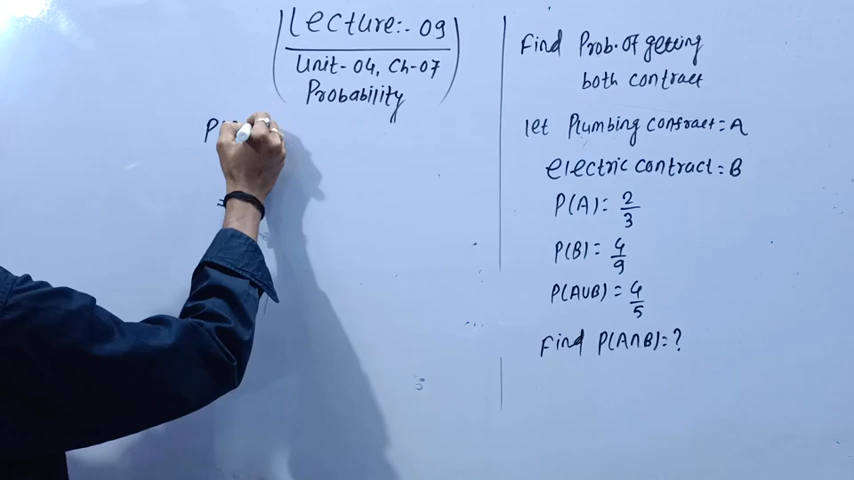 Lecture:- 09
Unit- 04, Ch-07
Probability
Find Prob. of getting
both contract
let Plumbing contract = A
electric contract = B
P(A) = 2/3
P(B) = 4/9
P(A∪B) = 4/5
Find P(A∩B) = ?